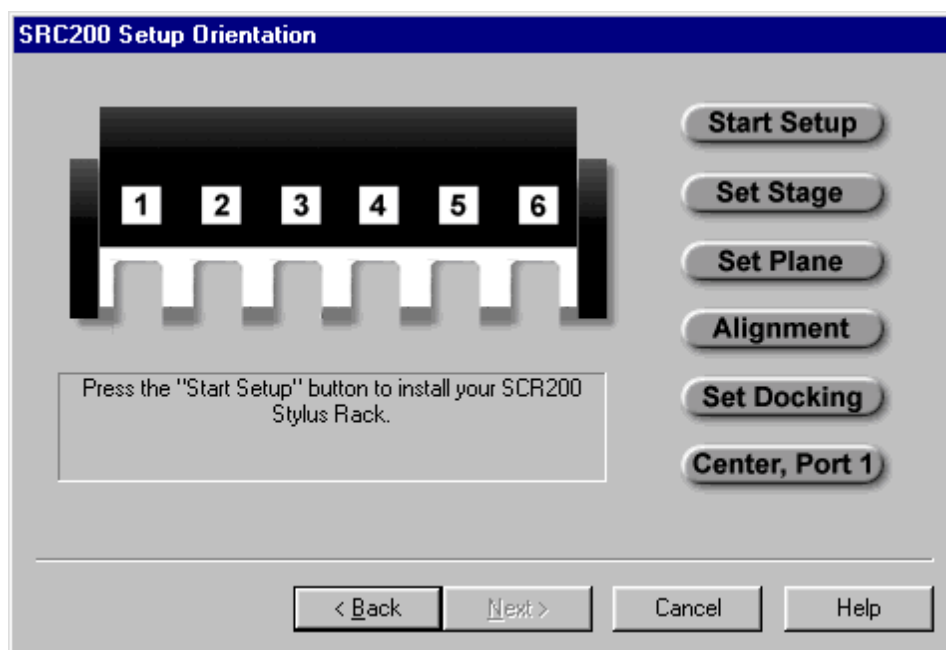 SRC200 Setup Orientation
1 2 3 4 5 6
Press the "Start Setup" button to install your SCR200
Stylus Rack.
Start Setup
Set Stage
Set Plane
Alignment
Set Docking
Center, Port 1
< Back
Next >
Cancel
Help